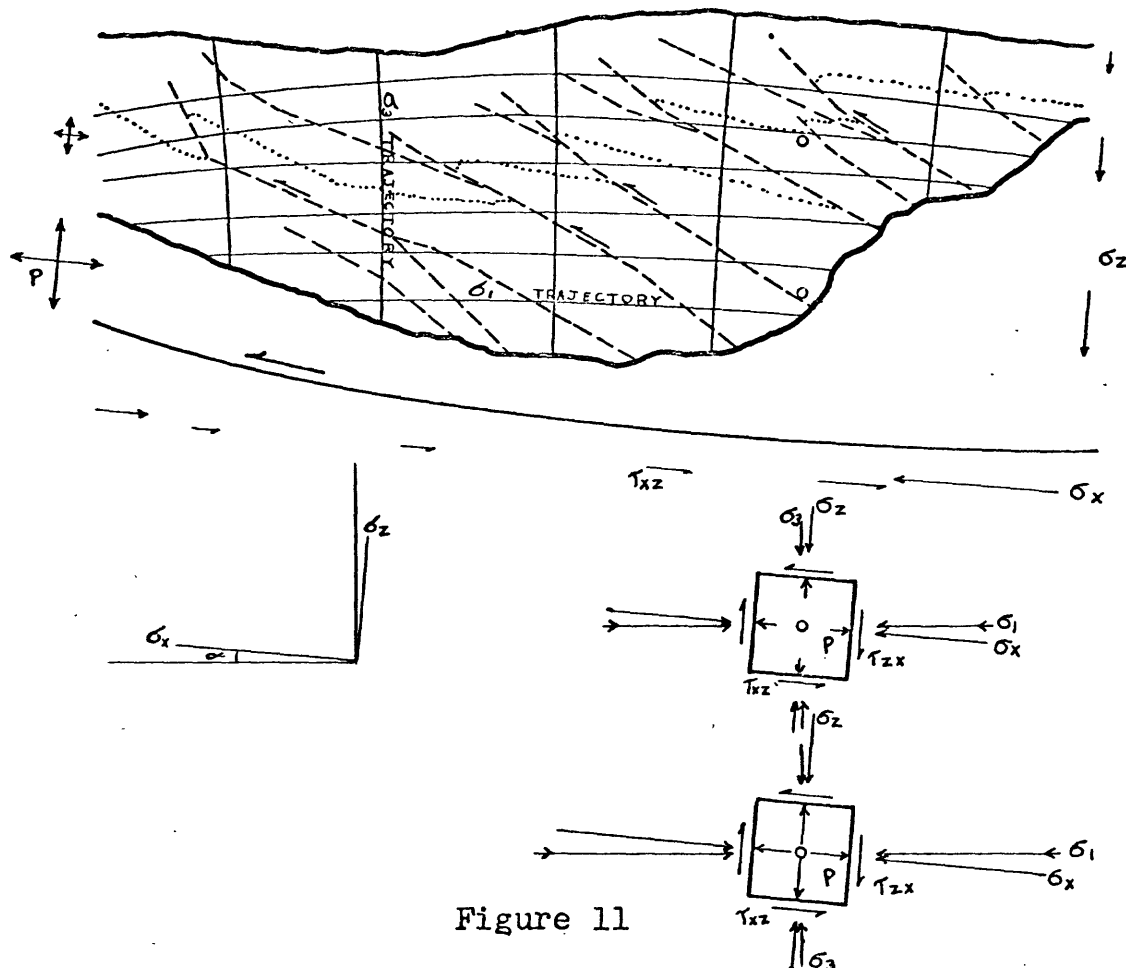 σ₃ TRAJECTORY
P
σz
σ₁ TRAJECTORY
O
O
τxz
σx
σz
σx
α
σ₃ σz
O
P
σ₁
σx
τzx
τxz
σz
O
P
σ₁
σx
τzx
τxz
σ₃
Figure 11